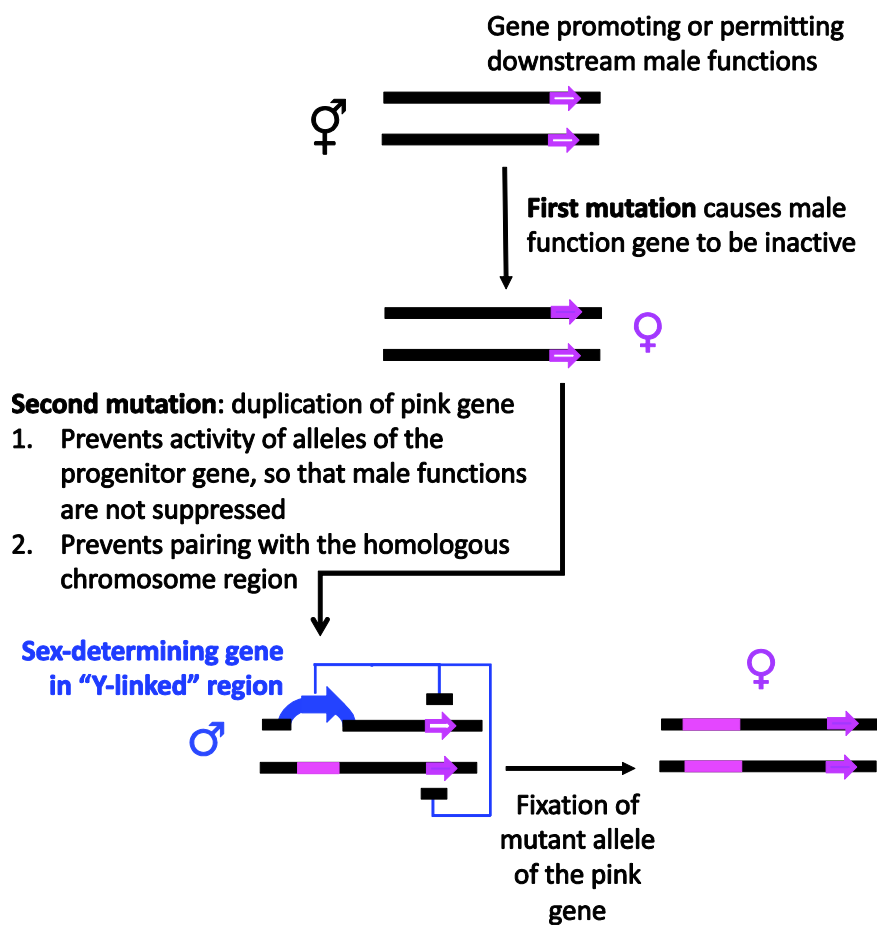 Gene promoting or permitting
downstream male functions
First mutation causes male
function gene to be inactive
Second mutation: duplication of pink gene
1. Prevents activity of alleles of the
progenitor gene, so that male functions
are not suppressed
2. Prevents pairing with the homologous
chromosome region
Sex-determining gene
in “Y-linked” region
Fixation of
mutant allele
of the pink
gene